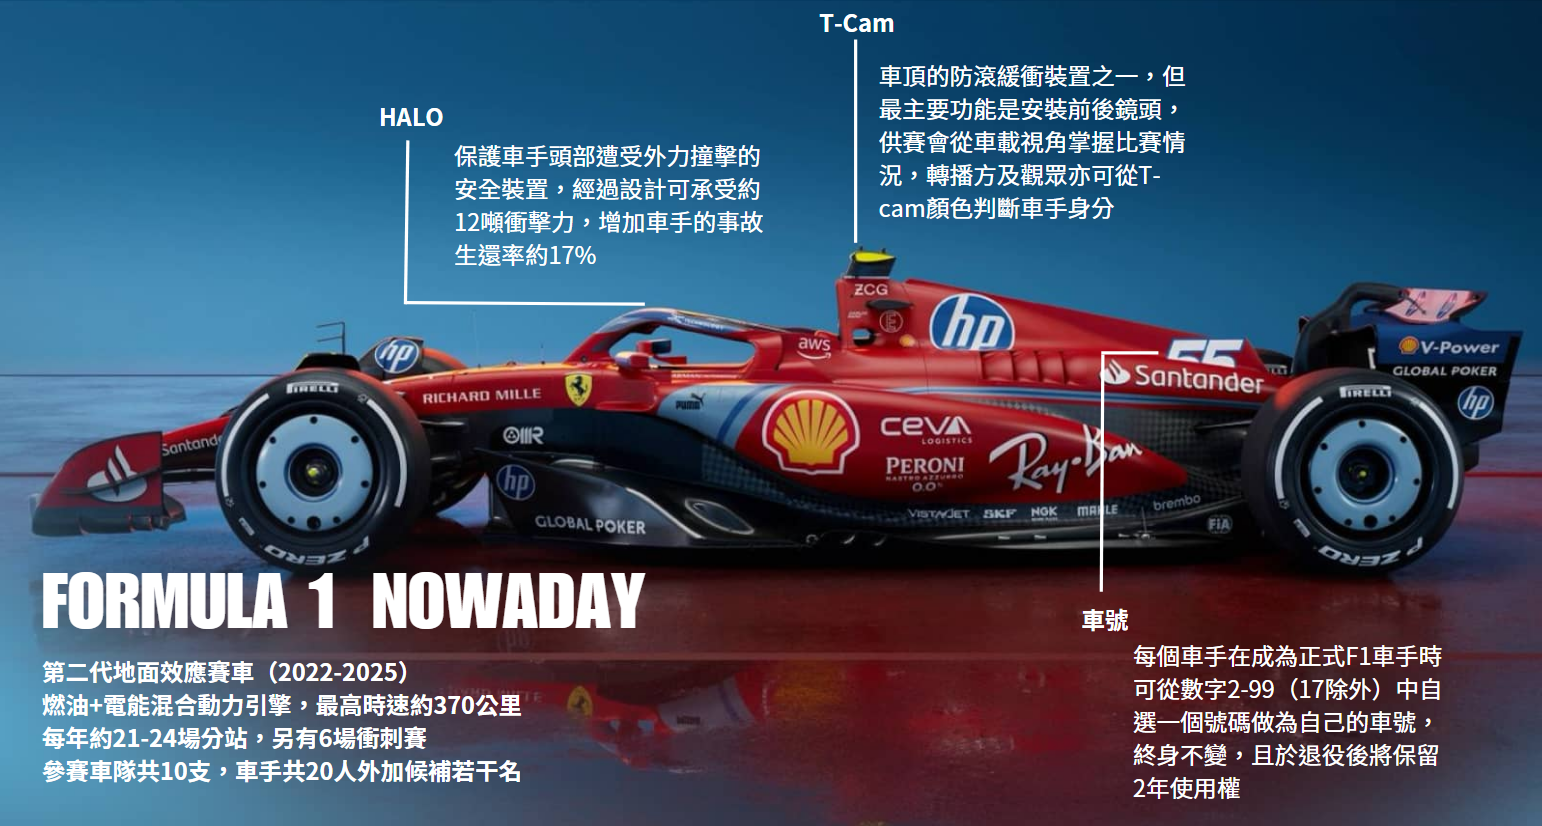 T-Cam
車頂的防滾緩衝裝置之一，但
最主要功能是安裝前後鏡頭，
供賽會從車載視角掌握比賽情
況，轉播方及觀眾亦可從T-
cam顏色判斷車手身分
HALO
保護車手頭部遭受外力撞擊的
安全裝置，經過設計可承受約
12噸衝擊力，增加車手的事故
生還率約17%
ZCG
hp
aws
55
Santander
V-Power
GLOBAL POKER
hp
hp
RICHARD MILLE
PUMA
PIRELLI
PIRELLI
Santande
CEVA
LOGISTICS
PERONI
NASTRO AZZURRO
0.0%
Ray-Ban
hp
GLOBAL POKER
VISTAJET
SKF
NGK
MAHLE
brembo
FIA
P ZERO
P ZERO
FORMULA 1 NOWADAY
第二代地面效應賽車（2022-2025）
燃油+電能混合動力引擎，最高時速約370公里
每年約21-24場分站，另有6場衝刺賽
參賽車隊共10支，車手共20人外加候補若干名
車號
每個車手在成為正式F1車手時
可從數字2-99（17除外）中自
選一個號碼做為自己的車號，
終身不變，且於退役後將保留
2年使用權